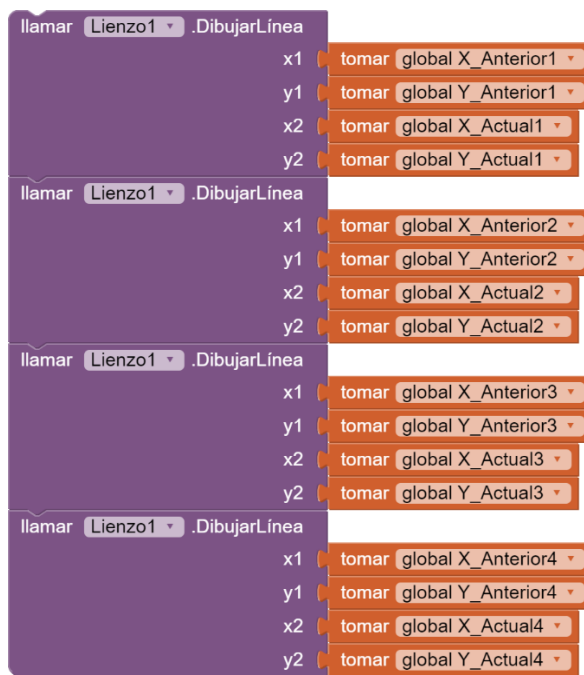 llamar Lienzo1 .DibujarLínea
x1 tomar global X_Anterior1
y1 tomar global Y_Anterior1
x2 tomar global X_Actual1
y2 tomar global Y_Actual1
llamar Lienzo1 .DibujarLínea
x1 tomar global X_Anterior2
y1 tomar global Y_Anterior2
x2 tomar global X_Actual2
y2 tomar global Y_Actual2
llamar Lienzo1 .DibujarLínea
x1 tomar global X_Anterior3
y1 tomar global Y_Anterior3
x2 tomar global X_Actual3
y2 tomar global Y_Actual3
llamar Lienzo1 .DibujarLínea
x1 tomar global X_Anterior4
y1 tomar global Y_Anterior4
x2 tomar global X_Actual4
y2 tomar global Y_Actual4